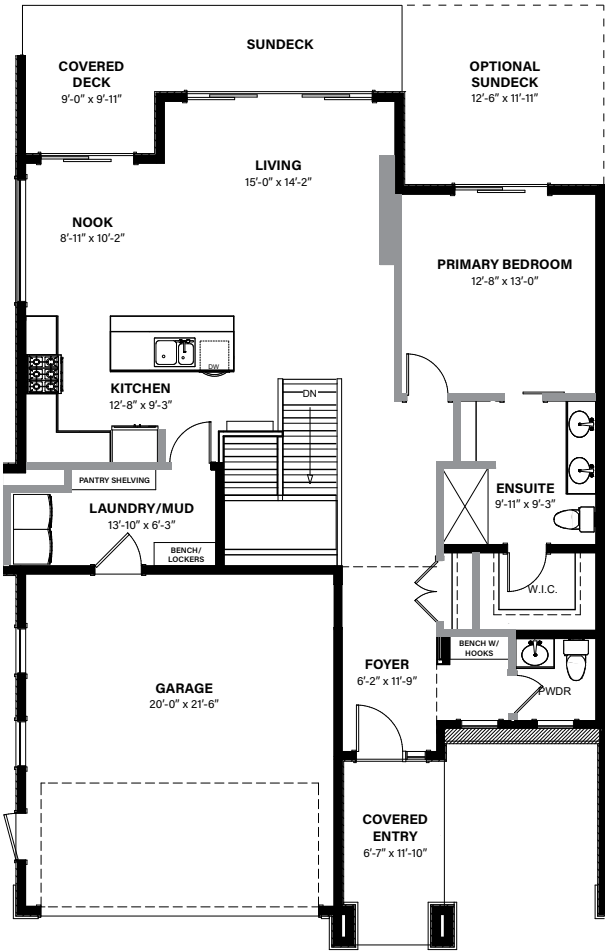 SUNDECK
COVERED
DECK
9'-0" x 9'-11"
OPTIONAL
SUNDECK
12'-6" x 11'-11"
LIVING
15'-0" x 14'-2"
NOOK
8'-11" x 10'-2"
PRIMARY BEDROOM
12'-8" x 13'-0"
DW
KITCHEN
12'-8" x 9'-3"
DN
PANTRY SHELVING
ENSUITE
9'-11" x 9'-3"
LAUNDRY/MUD
13'-10" x 6'-3"
BENCH/
LOCKERS
W.I.C.
BENCH W/
HOOKS
FOYER
6'-2" x 11'-9"
PWDR
GARAGE
20'-0" x 21'-6"
COVERED
ENTRY
6'-7" x 11'-10"